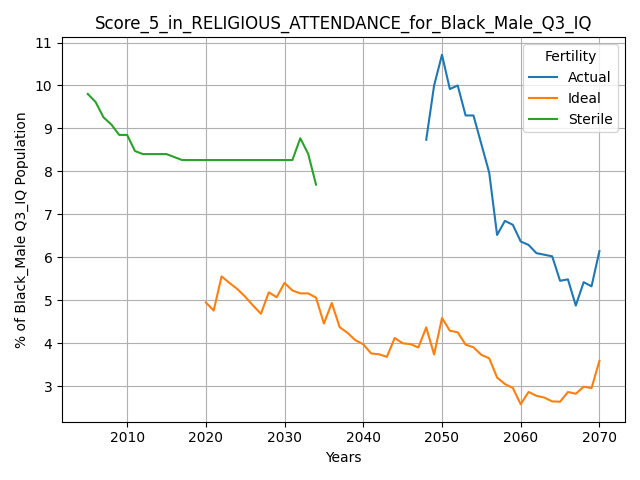 Score_5_in_RELIGIOUS_ATTENDANCE_for_Black_Male_Q3_IQ
% of Black_Male Q3_IQ Population
11
10
9
8
7
6
5
4
3
Fertility
Actual
Ideal
Sterile
2010 2020 2030 2040 2050 2060 2070
Years